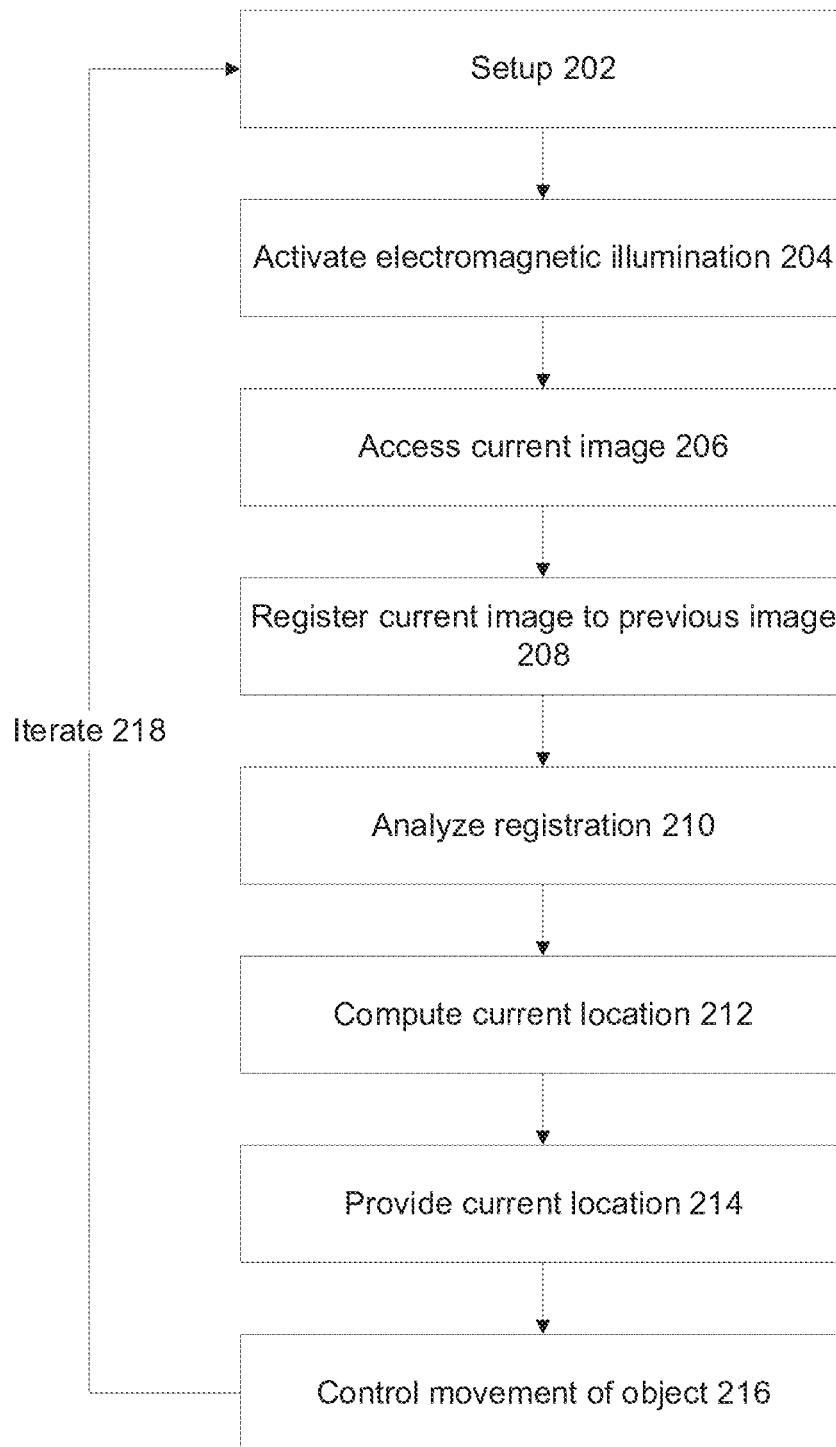 Setup 202
Activate electromagnetic illumination 204
Access current image 206
Register current image to previous image
208
Iterate 218
Analyze registration 210
Compute current location 212
Provide current location 214
Control movement of object 216